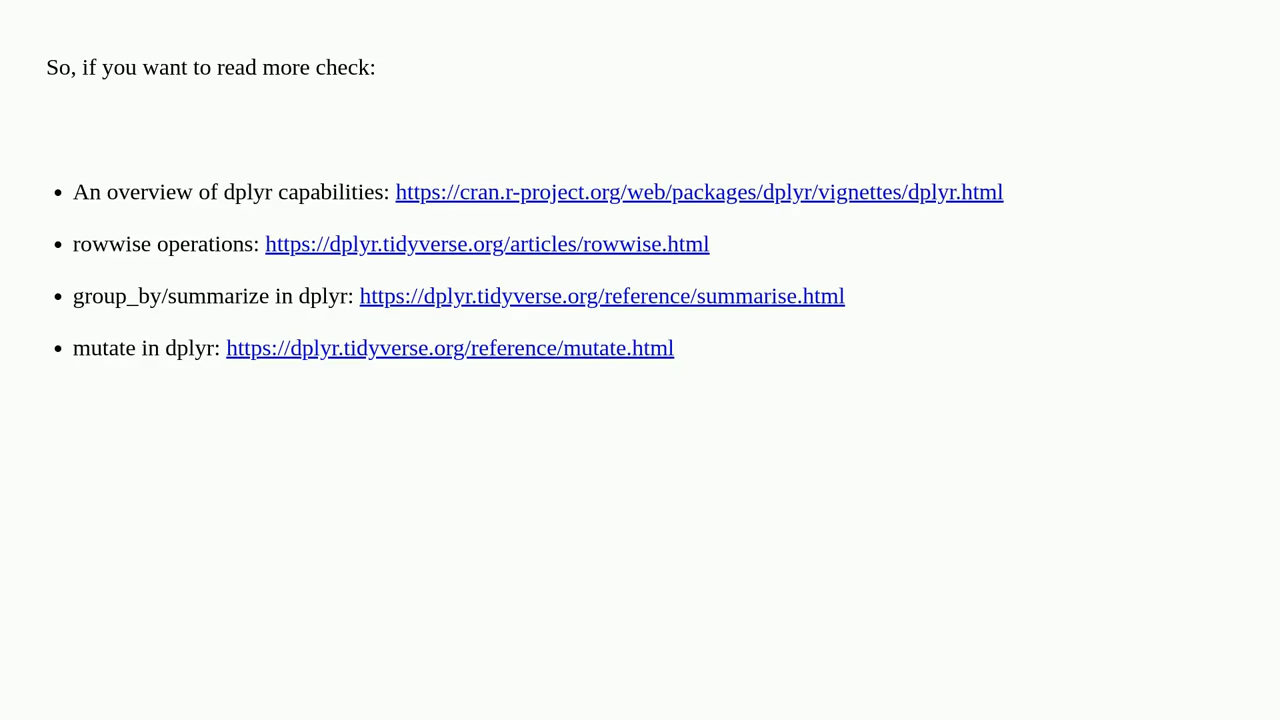 So, if you want to read more check:
• An overview of dplyr capabilities: https://cran.r-project.org/web/packages/dplyr/vignettes/dplyr.html
• rowwise operations: https://dplyr.tidyverse.org/articles/rowwise.html
• group_by/summarize in dplyr: https://dplyr.tidyverse.org/reference/summarise.html
• mutate in dplyr: https://dplyr.tidyverse.org/reference/mutate.html